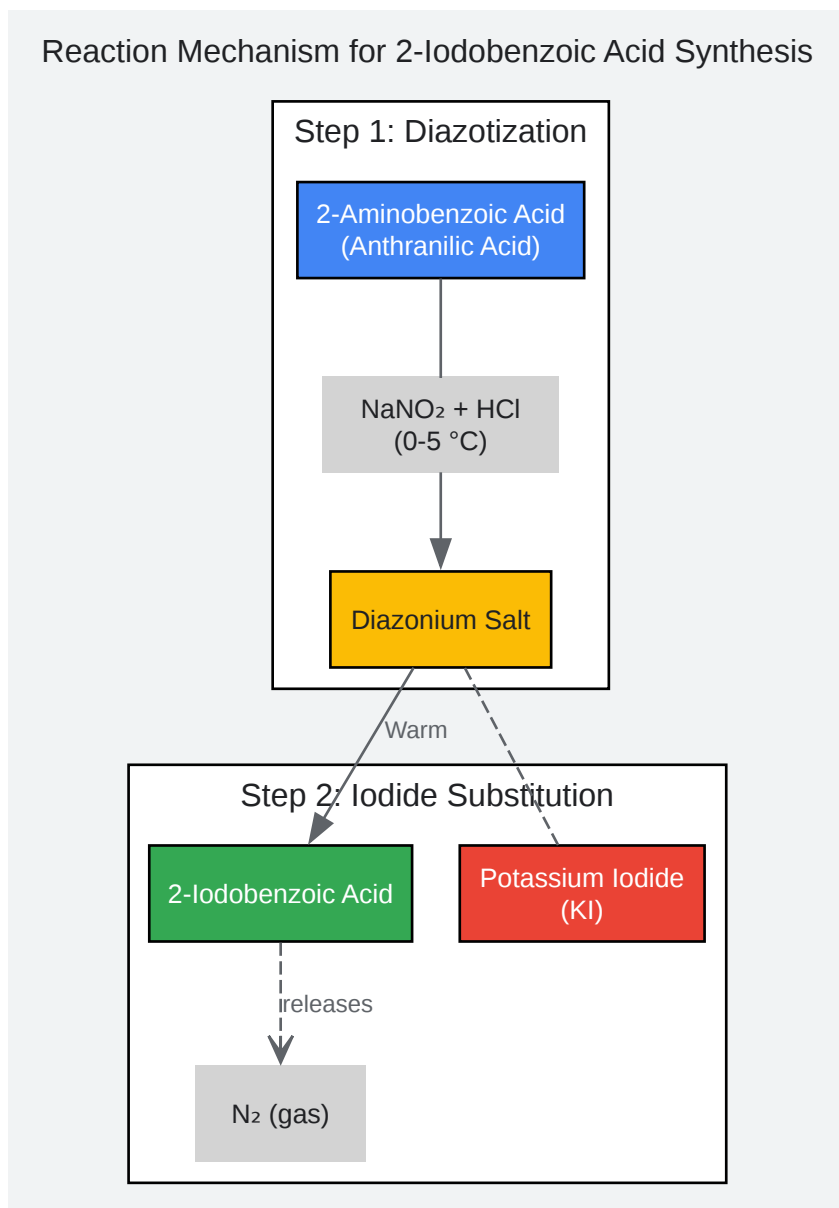 Reaction Mechanism for 2-Iodobenzoic Acid Synthesis
Step 1: Diazotization
2-Aminobenzoic Acid
(Anthranilic Acid)
NaNO₂ + HCl
(0-5 °C)
Diazonium Salt
Warm
Step 2: Iodide Substitution
2-Iodobenzoic Acid
Potassium Iodide
(KI)
releases
N₂ (gas)